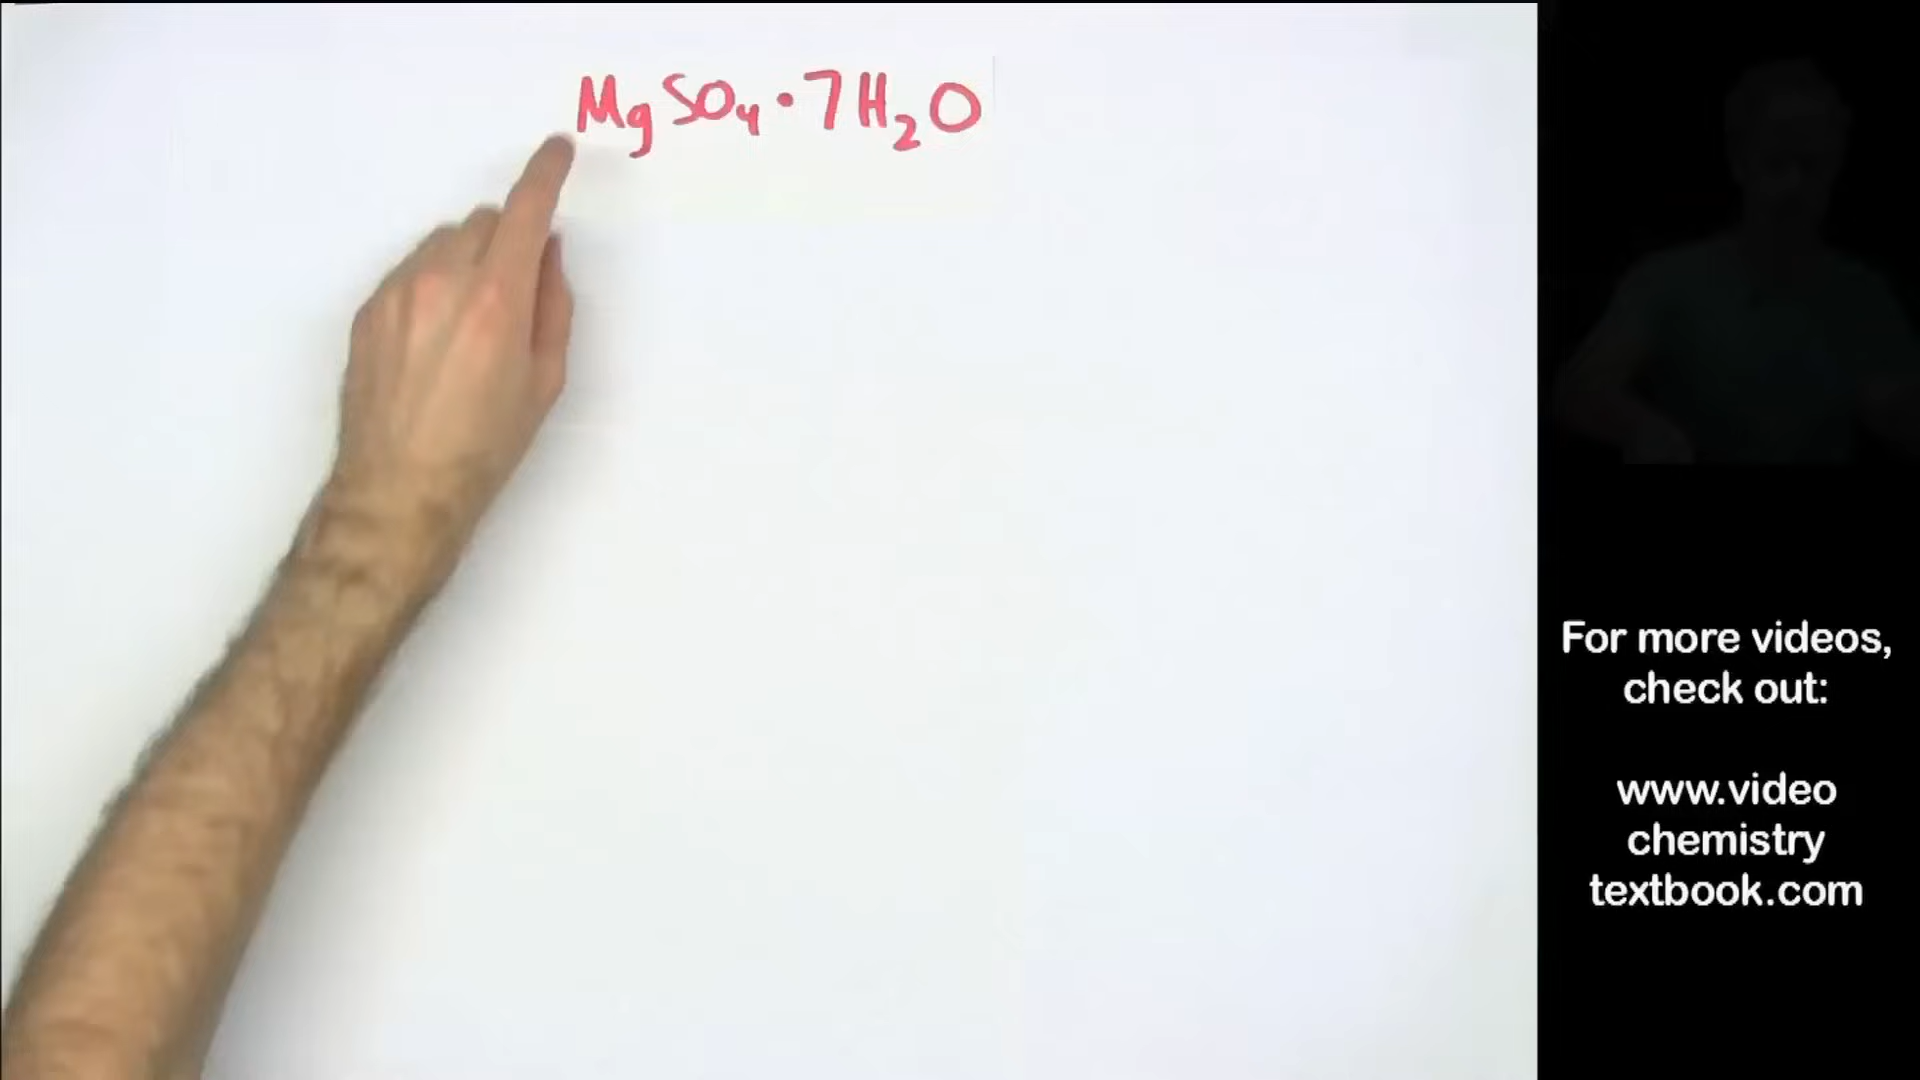 MgSO₄·7H₂O
For more videos,
check out:
www.video
chemistry
textbook.com